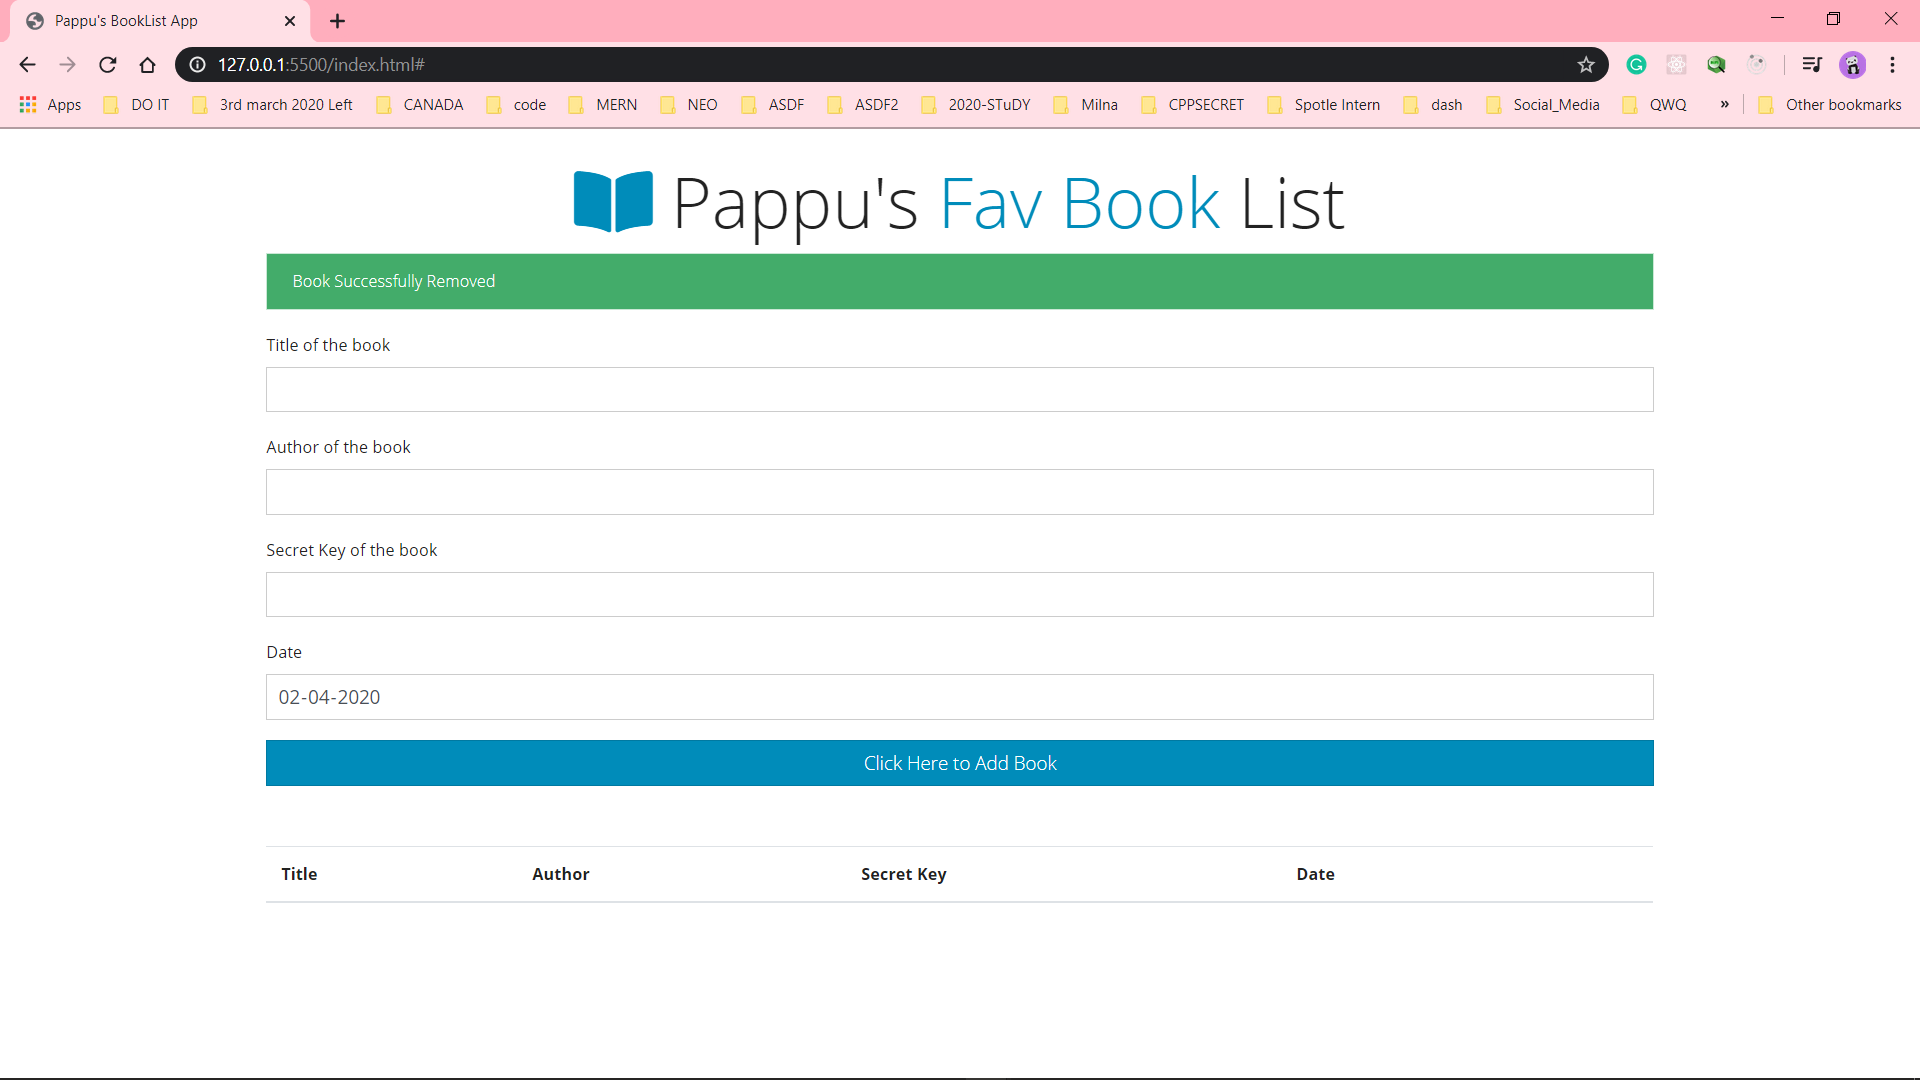 Pappu's BookList App
127.0.0.1:5500/index.html#
Apps DO IT 3rd march 2020 Left CANADA code MERN NEO ASDF ASDF2 2020-STuDY Milna CPPSECRET Spotle Intern dash Social_Media QWQ » Other bookmarks
Pappu's Fav Book List
Book Successfully Removed
Title of the book
Author of the book
Secret Key of the book
Date
02-04-2020
Click Here to Add Book
Title Author Secret Key Date